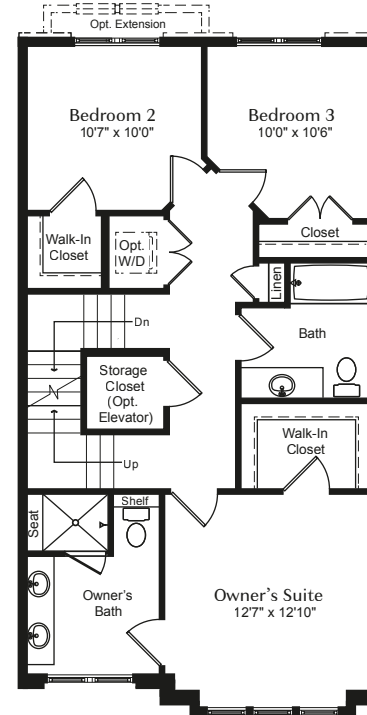 Opt. Extension
Bedroom 2
10'7" x 10'0"
Bedroom 3
10'0" x 10'6"
Walk-In
Closet
Opt.
W/D
Closet
Linen
Bath
Dn
Storage
Closet
(Opt.
Elevator)
Up
Walk-In
Closet
Shelf
Seat
Owner's
Bath
Owner's Suite
12'7" x 12'10"